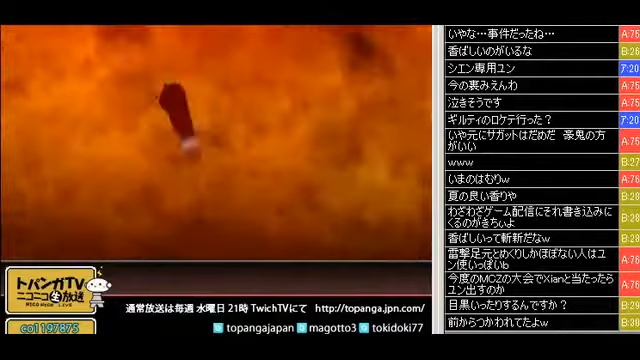 いやな…事件だったね…
A:75
香ばしいのがいるな
B:26
シエン専用ユン
ア:20
今の裏みえんわ
A:75
泣きそうです
A:75
ギルティのロケテ行った?
ア:20
いや元にサガットはだめだ 豪鬼の方
がいい
A:75
www
B:27
いまのはむりw
A:76
夏の良い香りや
B:28
わざわざゲーム配信にそれ書き込みに
くるのがきちぃよ
B:28
香ばしいって斬新だなw
B:28
雷撃足元とめくりしかほぼない人はユ
ン使いっぽいb
A:76
今度のMCZの大会でXianと当たったら
ユン出すのか
A:76
目黒いったりするんですか?
B:29
前からつかわれてたよw
B:30
トパンガTV
ニコニコ生放送
NICO NICO LIVE
co1197875
通常放送は毎週 水曜日 21時 TwichTVにて http://topanga.jpn.com/
topangajapan
magotto3
tokidoki77